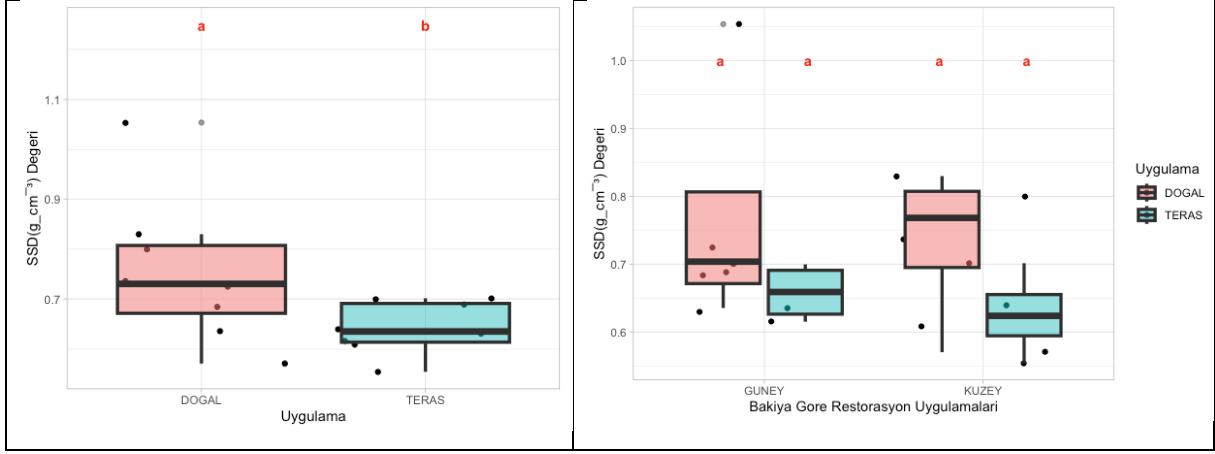 a
b
1.1
0.9
0.7
SSD(g_cm¯³) Degeri
DOGAL
TERAS
Uygulama
a
a
a
a
1.0
0.9
0.8
0.7
0.6
SSD(g_cm¯³) Degeri
GUNEY
KUZEY
Bakiya Gore Restorasyon Uygulamalari
Uygulama
DOGAL
TERAS